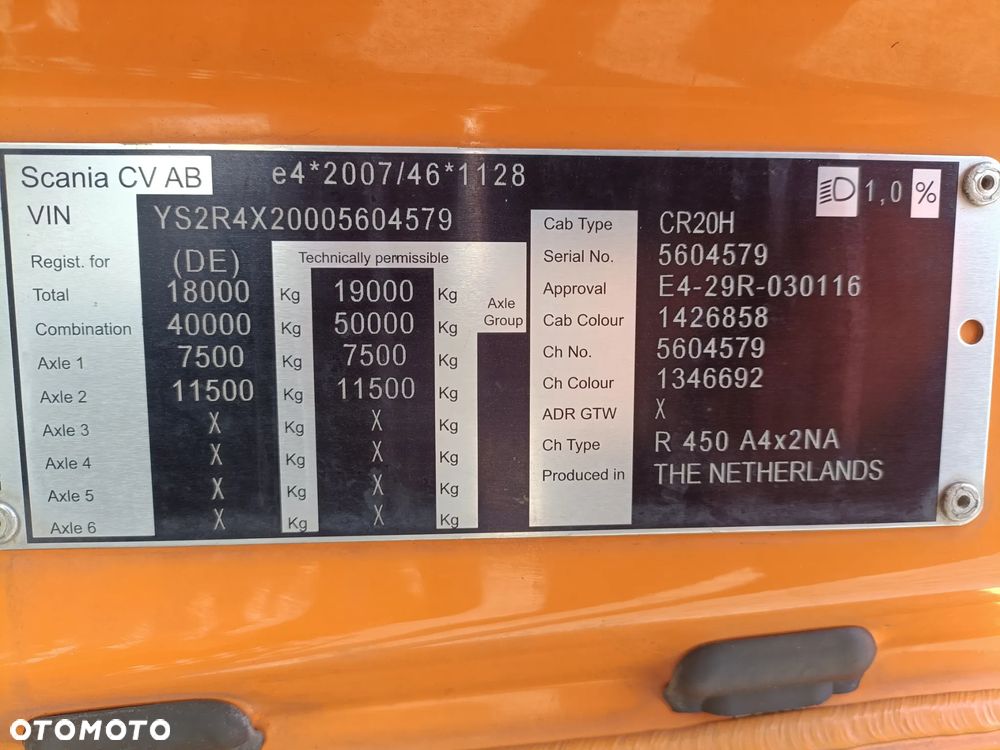 Scania CV AB e4*2007/46*1128 1,0 %
VIN YS2R4X20005604579
Regist. for (DE) Technically permissible
Total 18000 Kg 19000 Kg Axle Group
Combination 40000 Kg 50000 Kg
Axle 1 7500 Kg 7500 Kg
Axle 2 11500 Kg 11500 Kg
Axle 3 X Kg X Kg
Axle 4 X Kg X Kg
Axle 5 X Kg X Kg
Axle 6 X Kg X Kg
Cab Type CR20H
Serial No. 5604579
Approval E4-29R-030116
Cab Colour 1426858
Ch No. 5604579
Ch Colour 1346692
ADR GTW X
Ch Type R 450 A4x2NA
Produced in THE NETHERLANDS
OTOMOTO